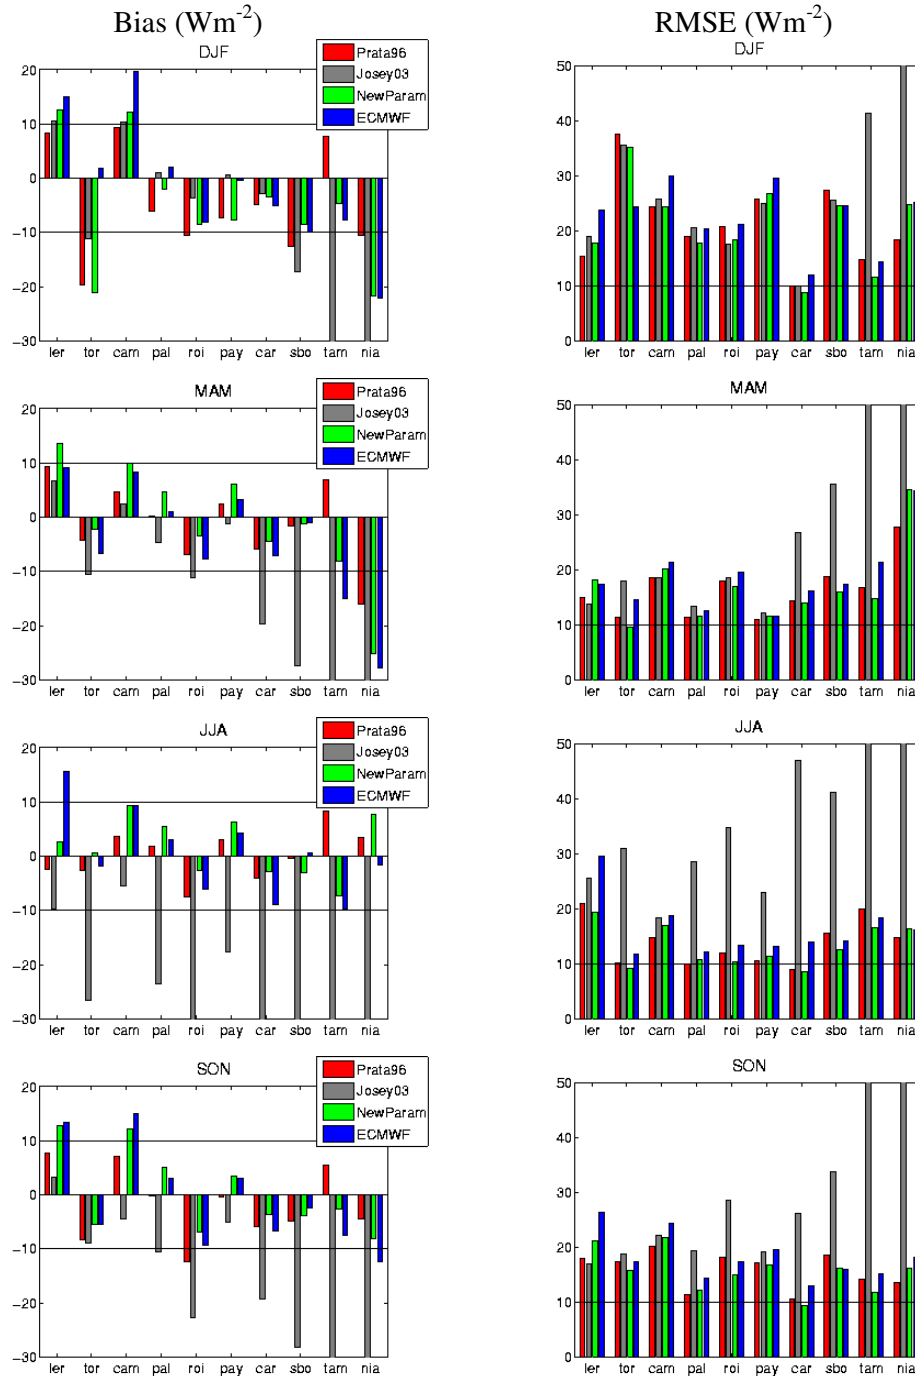 Bias (Wm-2)
RMSE (Wm-2)
DJF
Prata96
Josey03
NewParam
ECMWF
20
10
0
−10
−20
−30
ler tor cam pal roi pay car sbo tam nia
DJF
50
40
30
20
10
0
ler tor cam pal roi pay car sbo tam nia
MAM
Prata96
Josey03
NewParam
ECMWF
20
10
0
−10
−20
−30
ler tor cam pal roi pay car sbo tam nia
MAM
50
40
30
20
10
0
ler tor cam pal roi pay car sbo tam nia
JJA
Prata96
Josey03
NewParam
ECMWF
20
10
0
−10
−20
−30
ler tor cam pal roi pay car sbo tam nia
JJA
50
40
30
20
10
0
ler tor cam pal roi pay car sbo tam nia
SON
Prata96
Josey03
NewParam
ECMWF
20
10
0
−10
−20
−30
ler tor cam pal roi pay car sbo tam nia
SON
50
40
30
20
10
0
ler tor cam pal roi pay car sbo tam nia